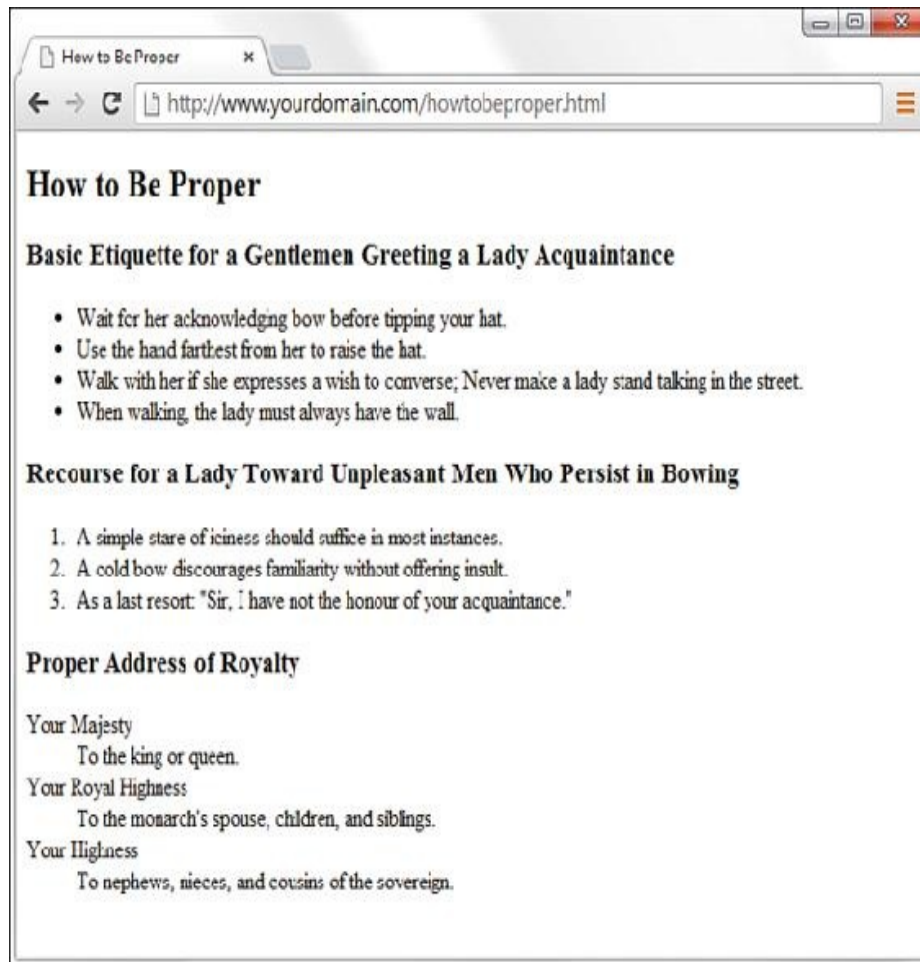 How to Be Proper
http://www.yourdomain.com/howtobeproper.html
How to Be Proper
Basic Etiquette for a Gentlemen Greeting a Lady Acquaintance
• Wait for her acknowledging bow before tipping your hat.
• Use the hand farthest from her to raise the hat.
• Walk with her if she expresses a wish to converse; Never make a lady stand talking in the street.
• When walking, the lady must always have the wall.
Recourse for a Lady Toward Unpleasant Men Who Persist in Bowing
1. A simple stare of iciness should suffice in most instances.
2. A cold bow discourages familiarity without offering insult.
3. As a last resort: "Sir, I have not the honour of your acquaintance."
Proper Address of Royalty
Your Majesty
To the king or queen.
Your Royal Highness
To the monarch's spouse, children, and siblings.
Your Highness
To nephews, nieces, and cousins of the sovereign.